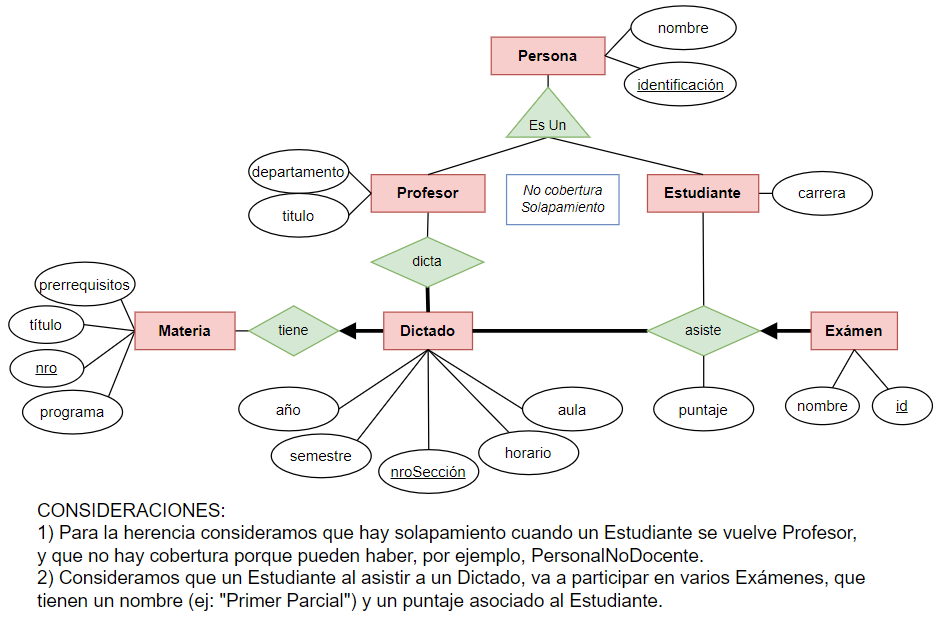 nombre
Persona
identificación
Es Un
departamento
titulo
Profesor
No cobertura
Solapamiento
Estudiante
carrera
dicta
prerrequisitos
título
nro
programa
Materia
tiene
Dictado
asiste
Exámen
año
semestre
nroSección
horario
aula
puntaje
nombre
id
CONSIDERACIONES:
1) Para la herencia consideramos que hay solapamiento cuando un Estudiante se vuelve Profesor,
y que no hay cobertura porque pueden haber, por ejemplo, PersonalNoDocente.
2) Consideramos que un Estudiante al asistir a un Dictado, va a participar en varios Exámenes, que
tienen un nombre (ej: "Primer Parcial") y un puntaje asociado al Estudiante.